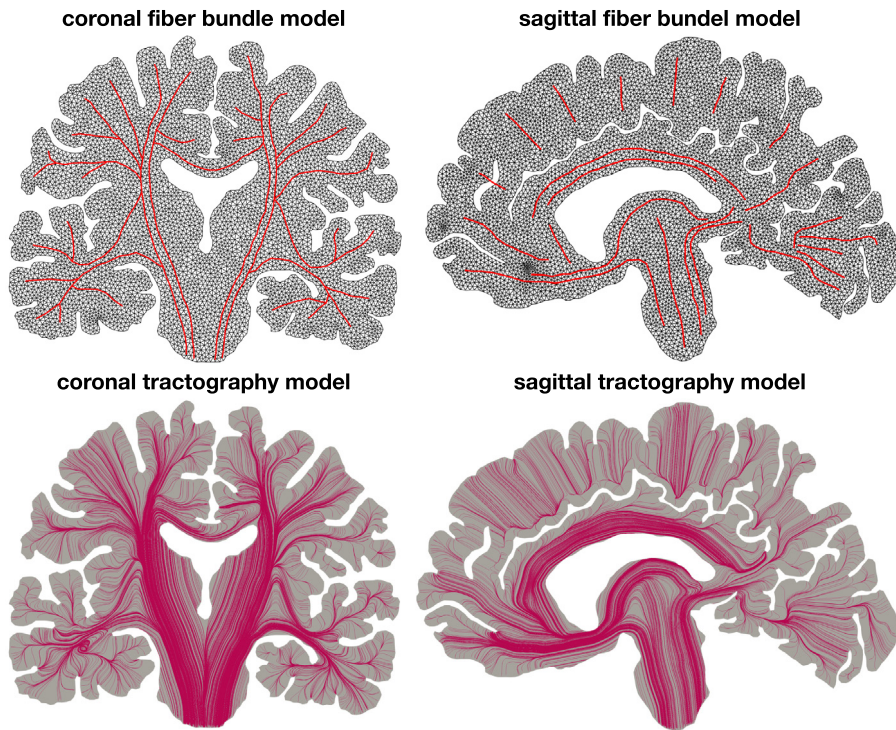 coronal fiber bundle model
sagittal fiber bundel model
coronal tractography model
sagittal tractography model